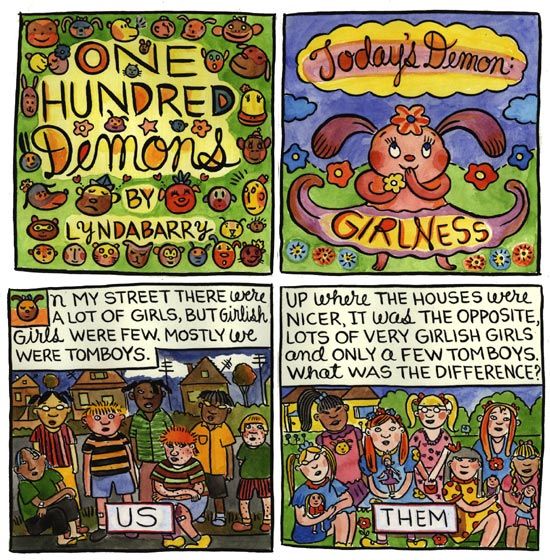 ONE
HUNDRED
Demons
BY
LYNDABARRY
Today's Demon:
GIRLNESS
On MY STREET THERE were
A LOT OF GIRLS, BUT Girlish
Girls WERE FEW. MOSTLY we
WERE TOMBOYS.
US
UP where THE HOUSES were
NICER, IT was THE OPPOSITE,
LOTS OF VERY GIRLISH GIRLS
and ONLY A FEW TOMBOYS.
What WAS THE DIFFERENCE?
THEM